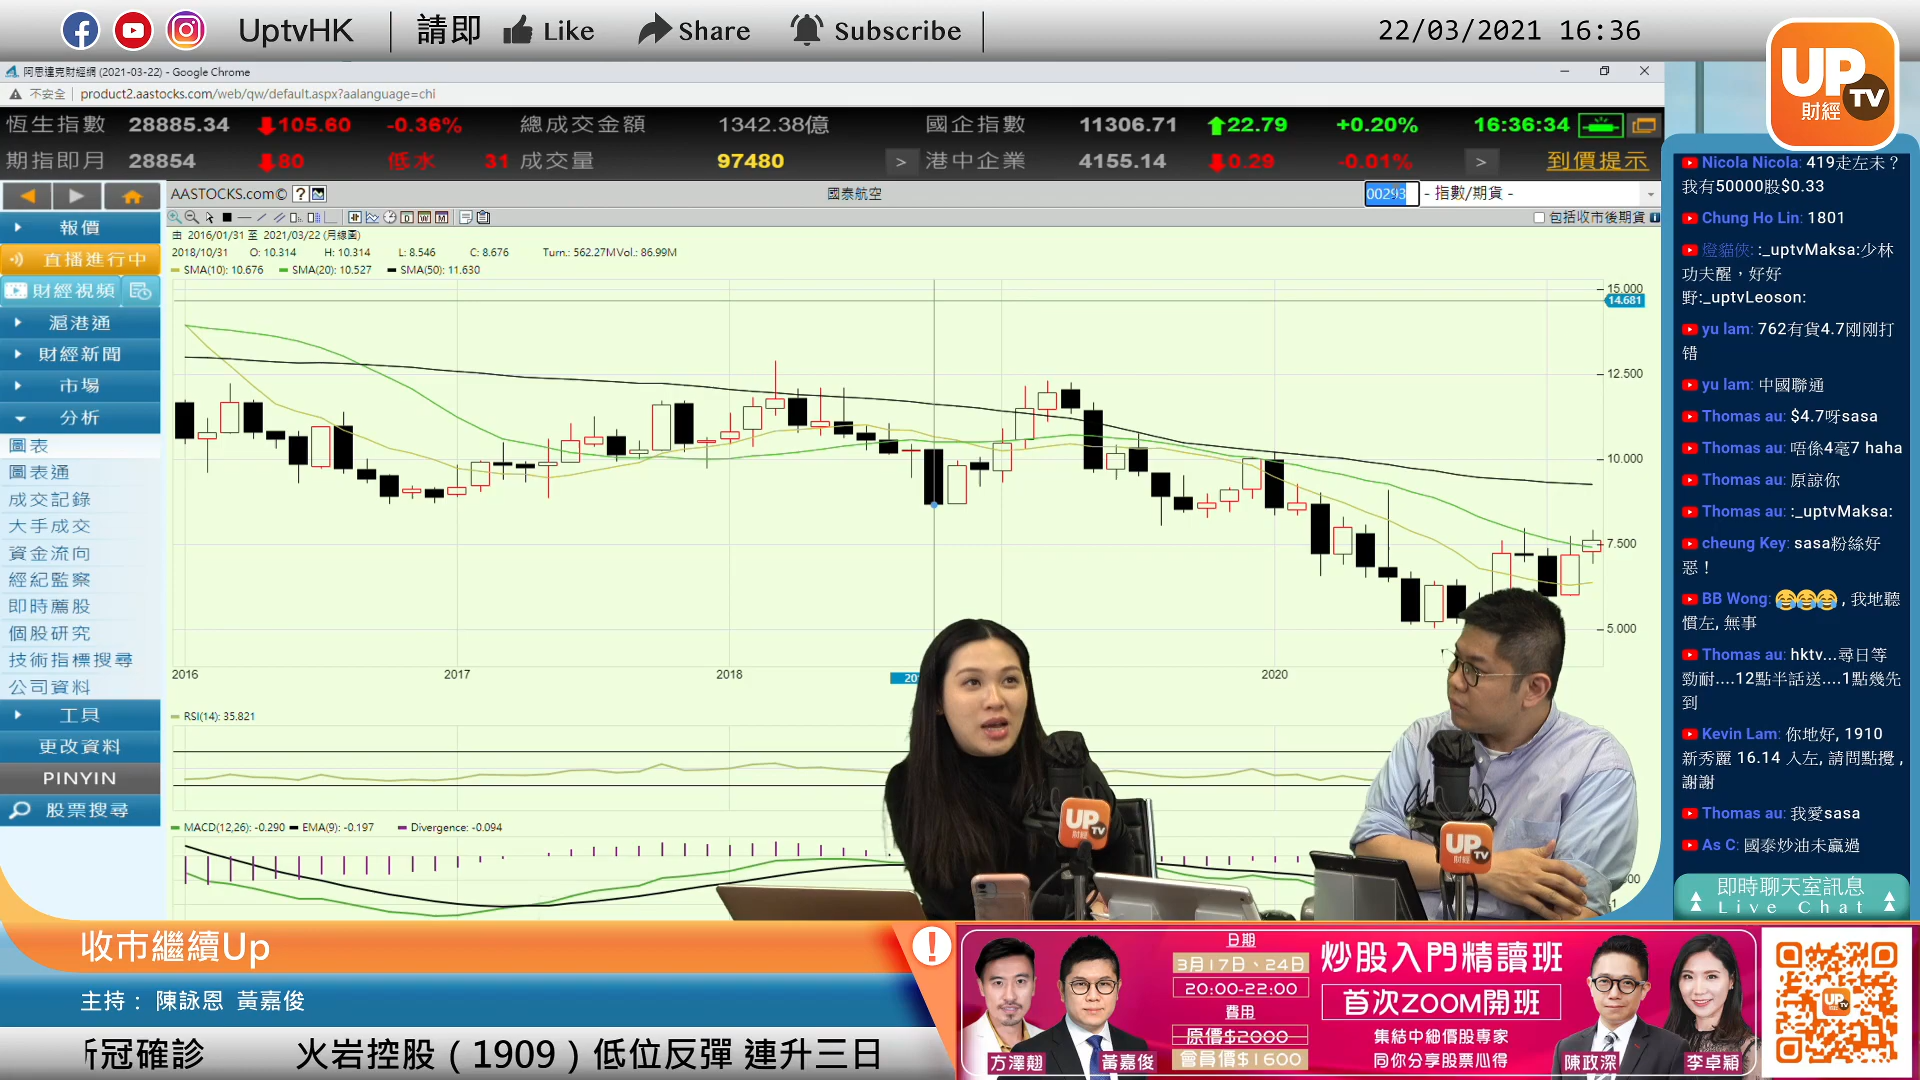 UptvHK
請即
Like
Share
Subscribe
22/03/2021 16:36
UP
TV
財經
阿思達克財經網 (2021-03-22) - Google Chrome
不安全
product2.aastocks.com/web/qw/default.aspx?aalanguage=chi
恆生指數 28885.34 105.60 -0.36% 總成交金額 1342.38億 國企指數 11306.71 22.79 +0.20% 16:36:34
期指即月 28854 80 低水 31 成交量 97480 > 港中企業 4155.14 0.29 -0.01% > 到價提示
AASTOCKS.com© ? 國泰航空 00293 - 指數/期貨 -
包括收市後期貨
由 2016/01/31 至 2021/03/22 (月線圖)
2018/10/31 O: 10.314 H: 10.314 L: 8.546 C: 8.676 Turn.: 562.27M Vol.: 86.99M
SMA(10): 10.676 SMA(20): 10.527 SMA(50): 11.630
15.000
14.681
12.500
10.000
7.500
5.000
2016 2017 2018 20 2020
RSI(14): 35.821
MACD(12,26): -0.290 EMA(9): -0.197 Divergence: -0.094
報價
直播進行中
財經視頻
滬港通
財經新聞
市場
分析
圖表
圖表通
成交記錄
大手成交
資金流向
經紀監察
即時薦股
個股研究
技術指標搜尋
公司資料
工具
更改資料
PINYIN
股票搜尋
Nicola Nicola: 419走左未？
我有50000股$0.33
Chung Ho Lin: 1801
燈貓俠: :_uptvMaksa:少林
功夫醒，好好
野:_uptvLeoson:
yu lam: 762有貨4.7刚刚打
错
yu lam: 中國聯通
Thomas au: $4.7呀sasa
Thomas au: 唔係4毫7 haha
Thomas au: 原諒你
Thomas au: :_uptvMaksa:
cheung Key: sasa粉絲好
惡！
BB Wong: 😂😂😂 , 我地聽
慣左, 無事
Thomas au: hktv...尋日等
勁耐....12點半話送....1點幾先
到
Kevin Lam: 你地好, 1910
新秀麗 16.14 入左, 請問點攪 ,
謝謝
Thomas au: 我愛sasa
As C: 國泰炒油未贏過
即時聊天室訊息
Live Chat
UP
TV
財經
UP
TV
財經
收市繼續Up
主持： 陳詠恩 黃嘉俊
新冠確診 火岩控股（1909）低位反彈 連升三日
方澤翹
黃嘉俊
日期
3月17日、24日
20:00-22:00
費用
原價$2000
會員價$1600
炒股入門精讀班
首次ZOOM開班
集結中細價股專家
同你分享股票心得
陳政深
李卓穎
UP
TV